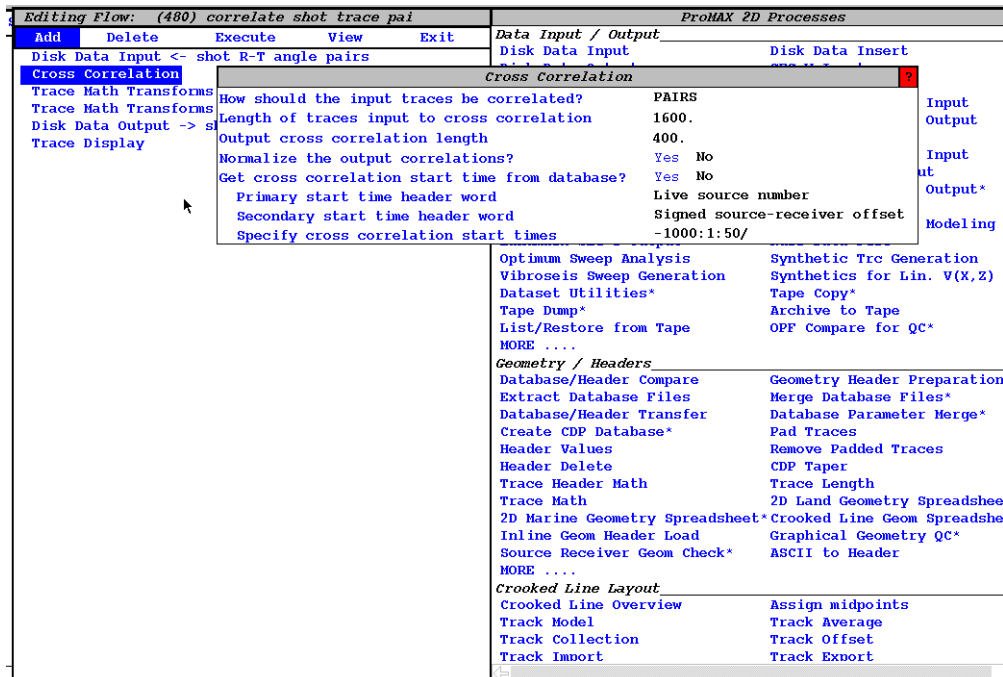 Editing Flow: (480) correlate shot trace pai
Add Delete Execute View Exit
Disk Data Input <- shot R-T angle pairs
Cross Correlation
Trace Math Transforms
Trace Math Transforms
Disk Data Output -> sh
Trace Display
Cross Correlation
?
How should the input traces be correlated? PAIRS
Length of traces input to cross correlation 1600.
Output cross correlation length 400.
Normalize the output correlations? Yes No
Get cross correlation start time from database? Yes No
Primary start time header word Live source number
Secondary start time header word Signed source-receiver offset
Specify cross correlation start times -1000:1:50/
ProMAX 2D Processes
Data Input / Output
Disk Data Input Disk Data Insert
Input
Output
Input
ut
Output*
Modeling
Optimum Sweep Analysis Synthetic Trc Generation
Vibroseis Sweep Generation Synthetics for Lin. V(X,Z)
Dataset Utilities* Tape Copy*
Tape Dump* Archive to Tape
List/Restore from Tape OPF Compare for QC*
MORE ....
Geometry / Headers
Database/Header Compare Geometry Header Preparation
Extract Database Files Merge Database Files*
Database/Header Transfer Database Parameter Merge*
Create CDP Database* Pad Traces
Header Values Remove Padded Traces
Header Delete CDP Taper
Trace Header Math Trace Length
Trace Math 2D Land Geometry Spreadshee
2D Marine Geometry Spreadsheet* Crooked Line Geom Spreadshe
Inline Geom Header Load Graphical Geometry QC*
Source Receiver Geom Check* ASCII to Header
MORE ....
Crooked Line Layout
Crooked Line Overview Assign midpoints
Track Model Track Average
Track Collection Track Offset
Track Import Track Export